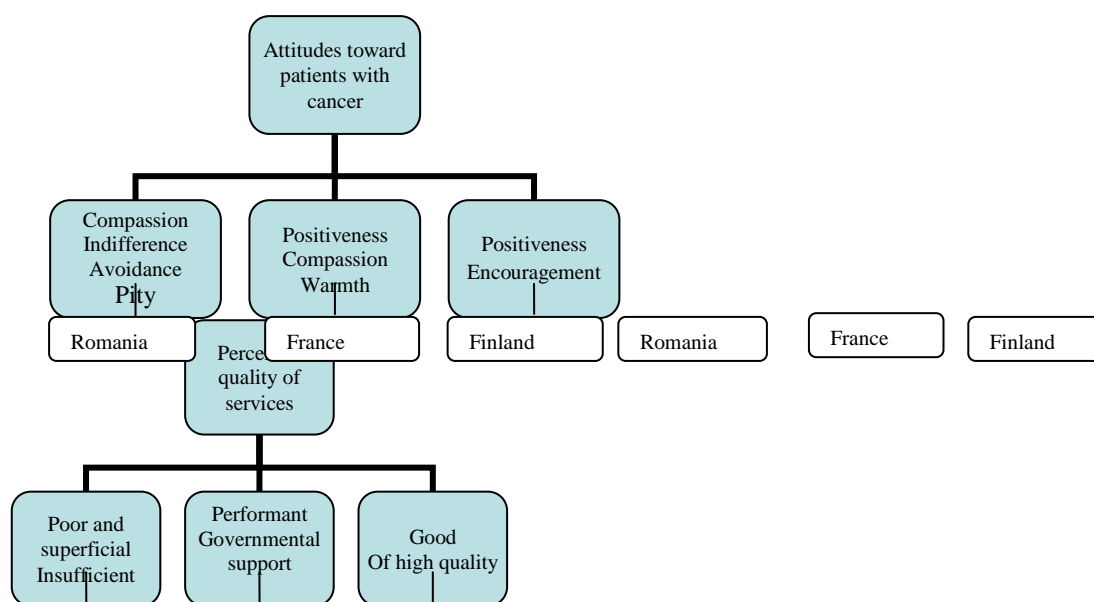 Attitudes toward
patients with
cancer
Compassion
Indifference
Avoidance
Pity
Positiveness
Compassion
Warmth
Positiveness
Encouragement
Romania
France
Finland
Romania
France
Finland
quality of
services
Poor and
superficial
Insufficient
Performant
Governmental
support
Good
Of high quality